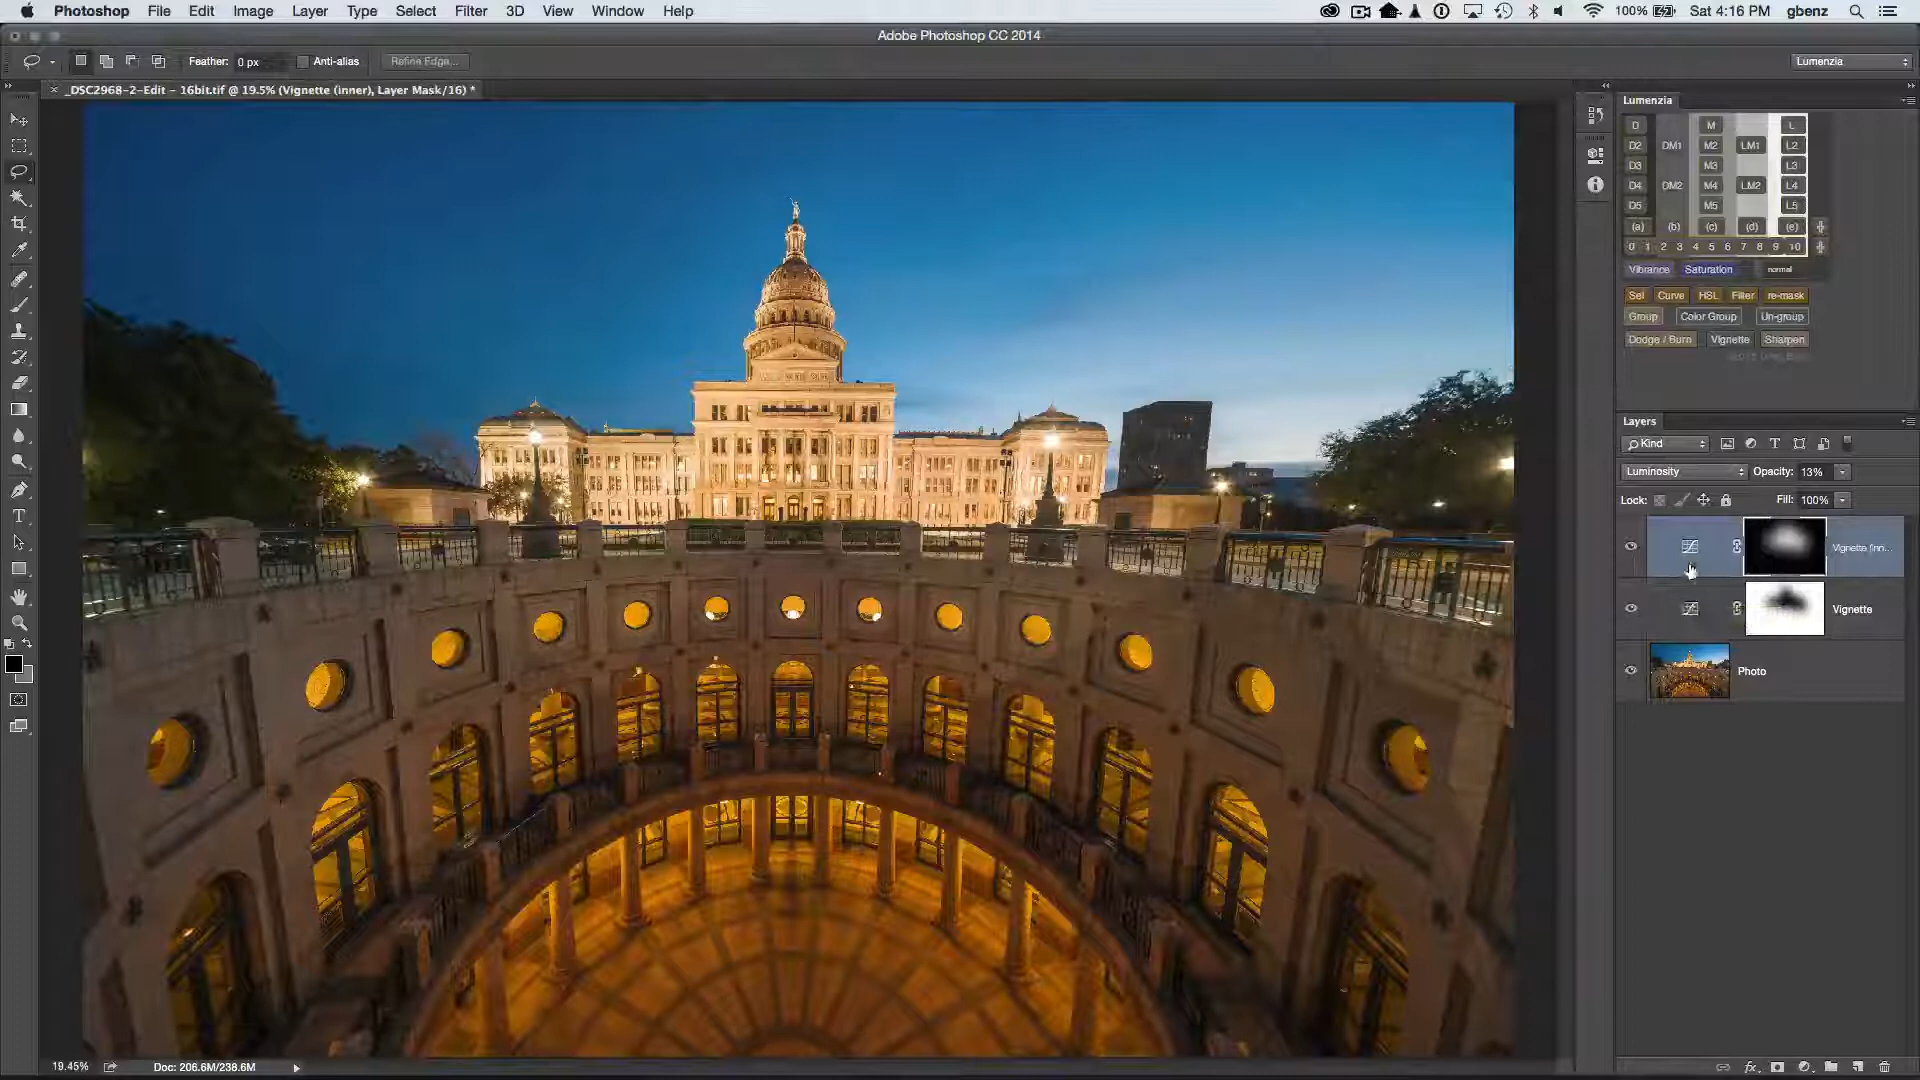 Photoshop File Edit Image Layer Type Select Filter 3D View Window Help 100% Sat 4:16 PM gbenz
Adobe Photoshop CC 2014
Feather: 0 px Anti-alias Refine Edge... Lumenzia
_DSC2968-2-Edit – 16bit.tif @ 19.5% (Vignette (inner), Layer Mask/16) *
Lumenzia
D M L
D2 DM1 M2 LM1 L2
D3 M3 L3
D4 DM2 M4 LM2 L4
D5 M5 L5
(a) (b) (c) (d) (e)
0 1 2 3 4 5 6 7 8 9 10
Vibrance Saturation normal
Sel Curve HSL Filter re-mask
Group Color Group Un-group
Dodge / Burn Vignette Sharpen
Layers
Kind
Luminosity Opacity: 13%
Lock: Fill: 100%
Vignette (inn...
Vignette
Photo
19.45% Doc: 206.6M/238.6M
fx